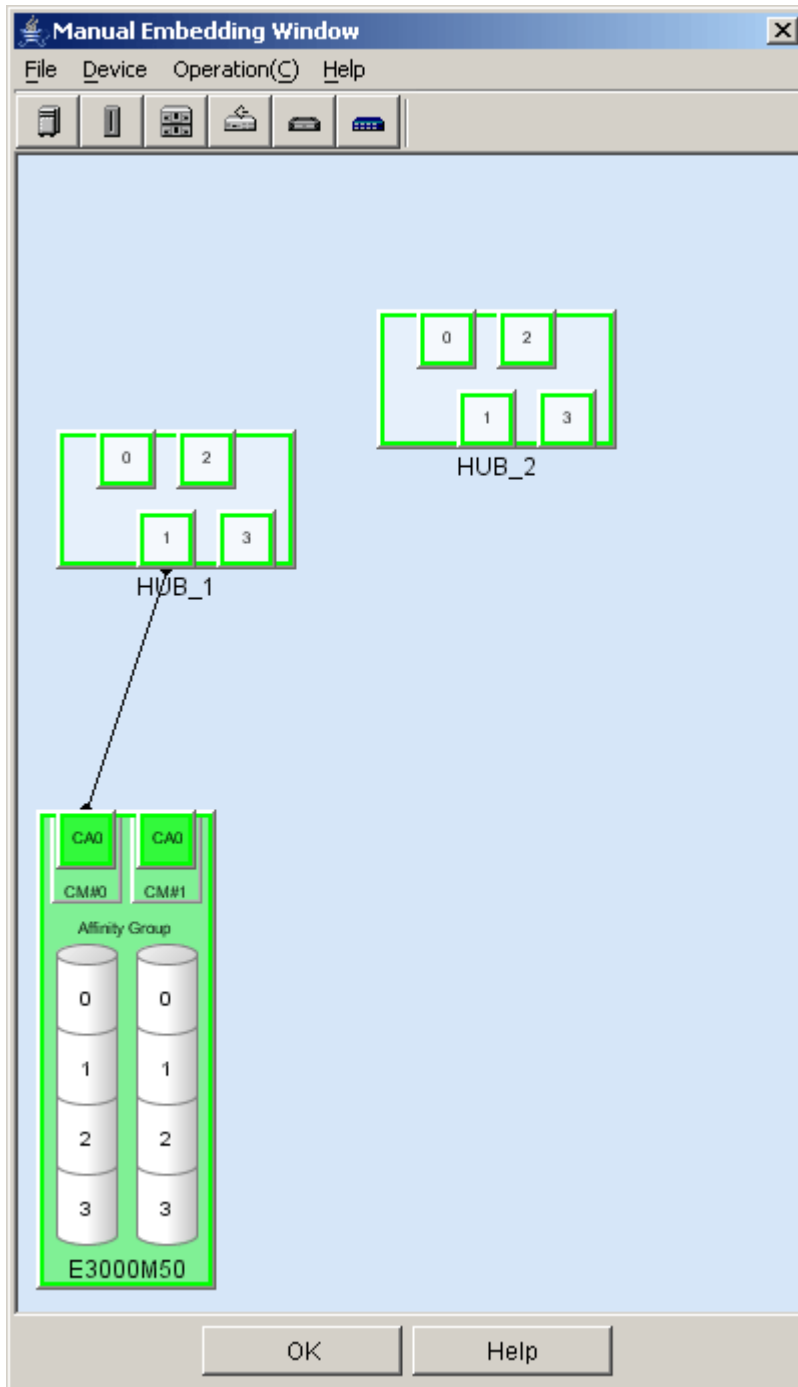 Manual Embedding Window
File Device Operation(C) Help
0 2
1 3
HUB_2
0 2
1 3
HUB_1
CA0 CA0
CM#0 CM#1
Affinity Group
0 0
1 1
2 2
3 3
E3000M50
OK Help